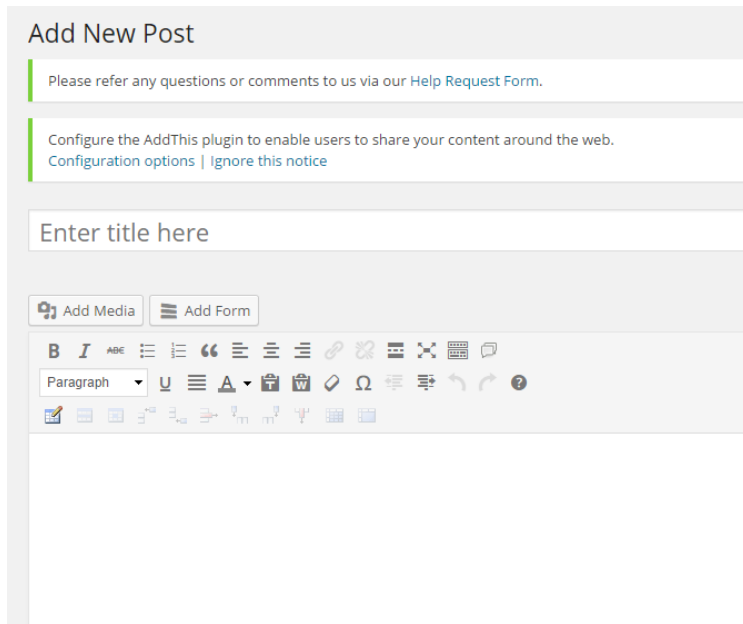 Add New Post
Please refer any questions or comments to us via our Help Request Form.
Configure the AddThis plugin to enable users to share your content around the web.
Configuration options | Ignore this notice
Enter title here
Add Media Add Form
B I ABC
Paragraph U A T W Ω ?